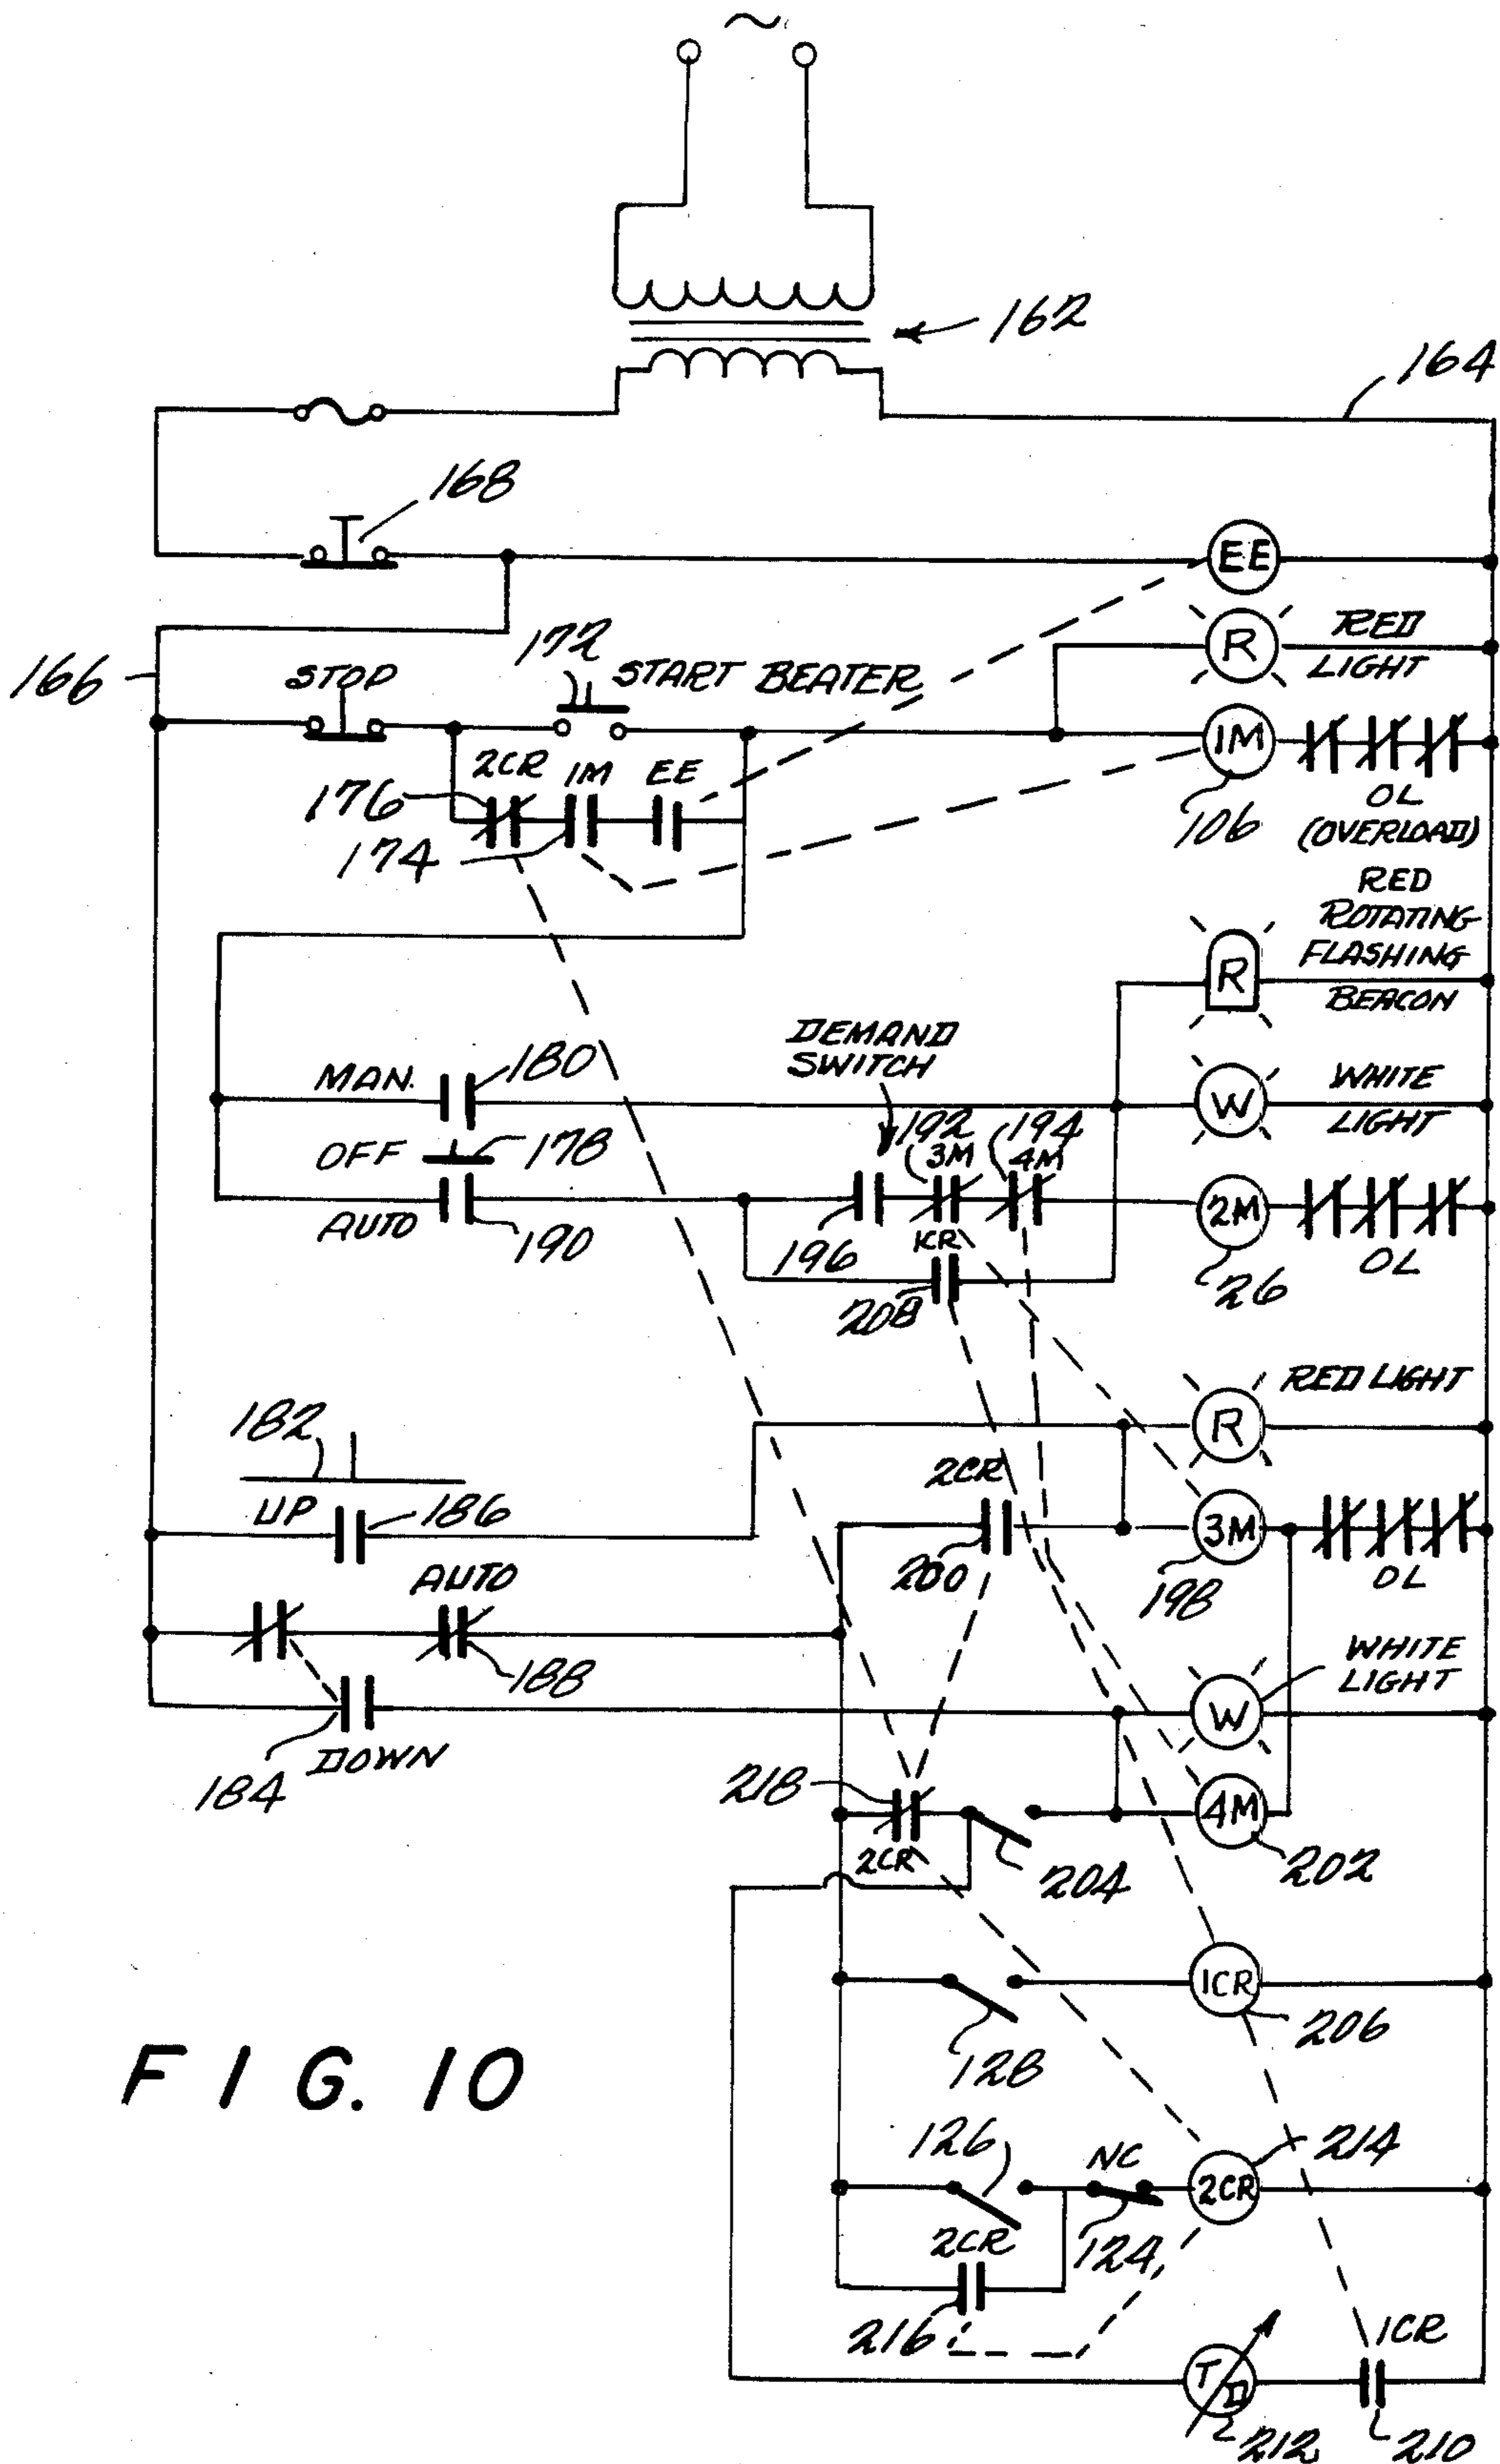 ~
162
164
168
EE
RED
LIGHT
R
166
STOP
172
START BEATER
1M
2CR 1M EE
176
174
106
OL
(OVERLOAD)
RED
ROTATING
FLASHING
BEACON
R
DEMAND
SWITCH
MAN.
180
W
WHITE
LIGHT
OFF
178
192
194
3M
4M
AUTO
190
196
1CR
208
2M
26
OL
RED LIGHT
R
182
2CR
UP
186
3M
200
198
OL
AUTO
188
WHITE
LIGHT
W
184
DOWN
218
4M
2CR
204
202
1CR
128
206
FIG. 10
126
NC
214
2CR
2CR
124
216
1CR
T/D
212
210